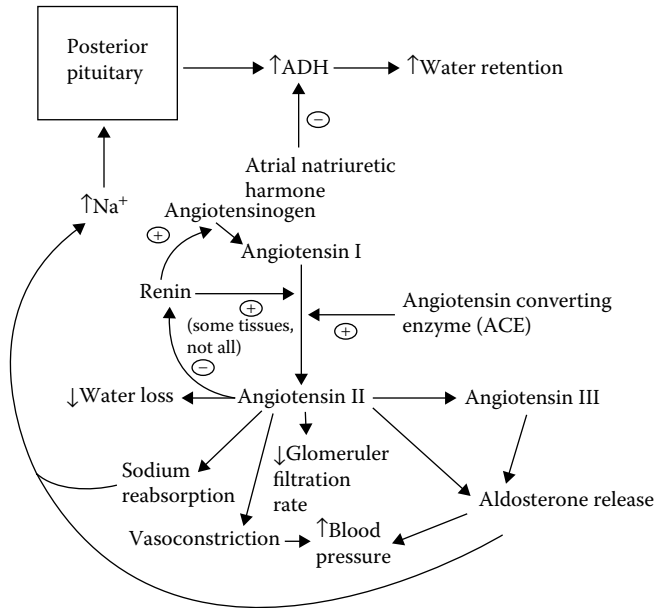 Posterior
pituitary
↑ADH
↑Water retention
−
Atrial natriuretic
harmone
↑Na⁺
Angiotensinogen
+
Angiotensin I
Renin
+
(some tissues,
not all)
Angiotensin converting
enzyme (ACE)
+
−
↓Water loss
Angiotensin II
Angiotensin III
↓Glomeruler
filtration
rate
Sodium
reabsorption
Aldosterone release
Vasoconstriction
↑Blood
pressure